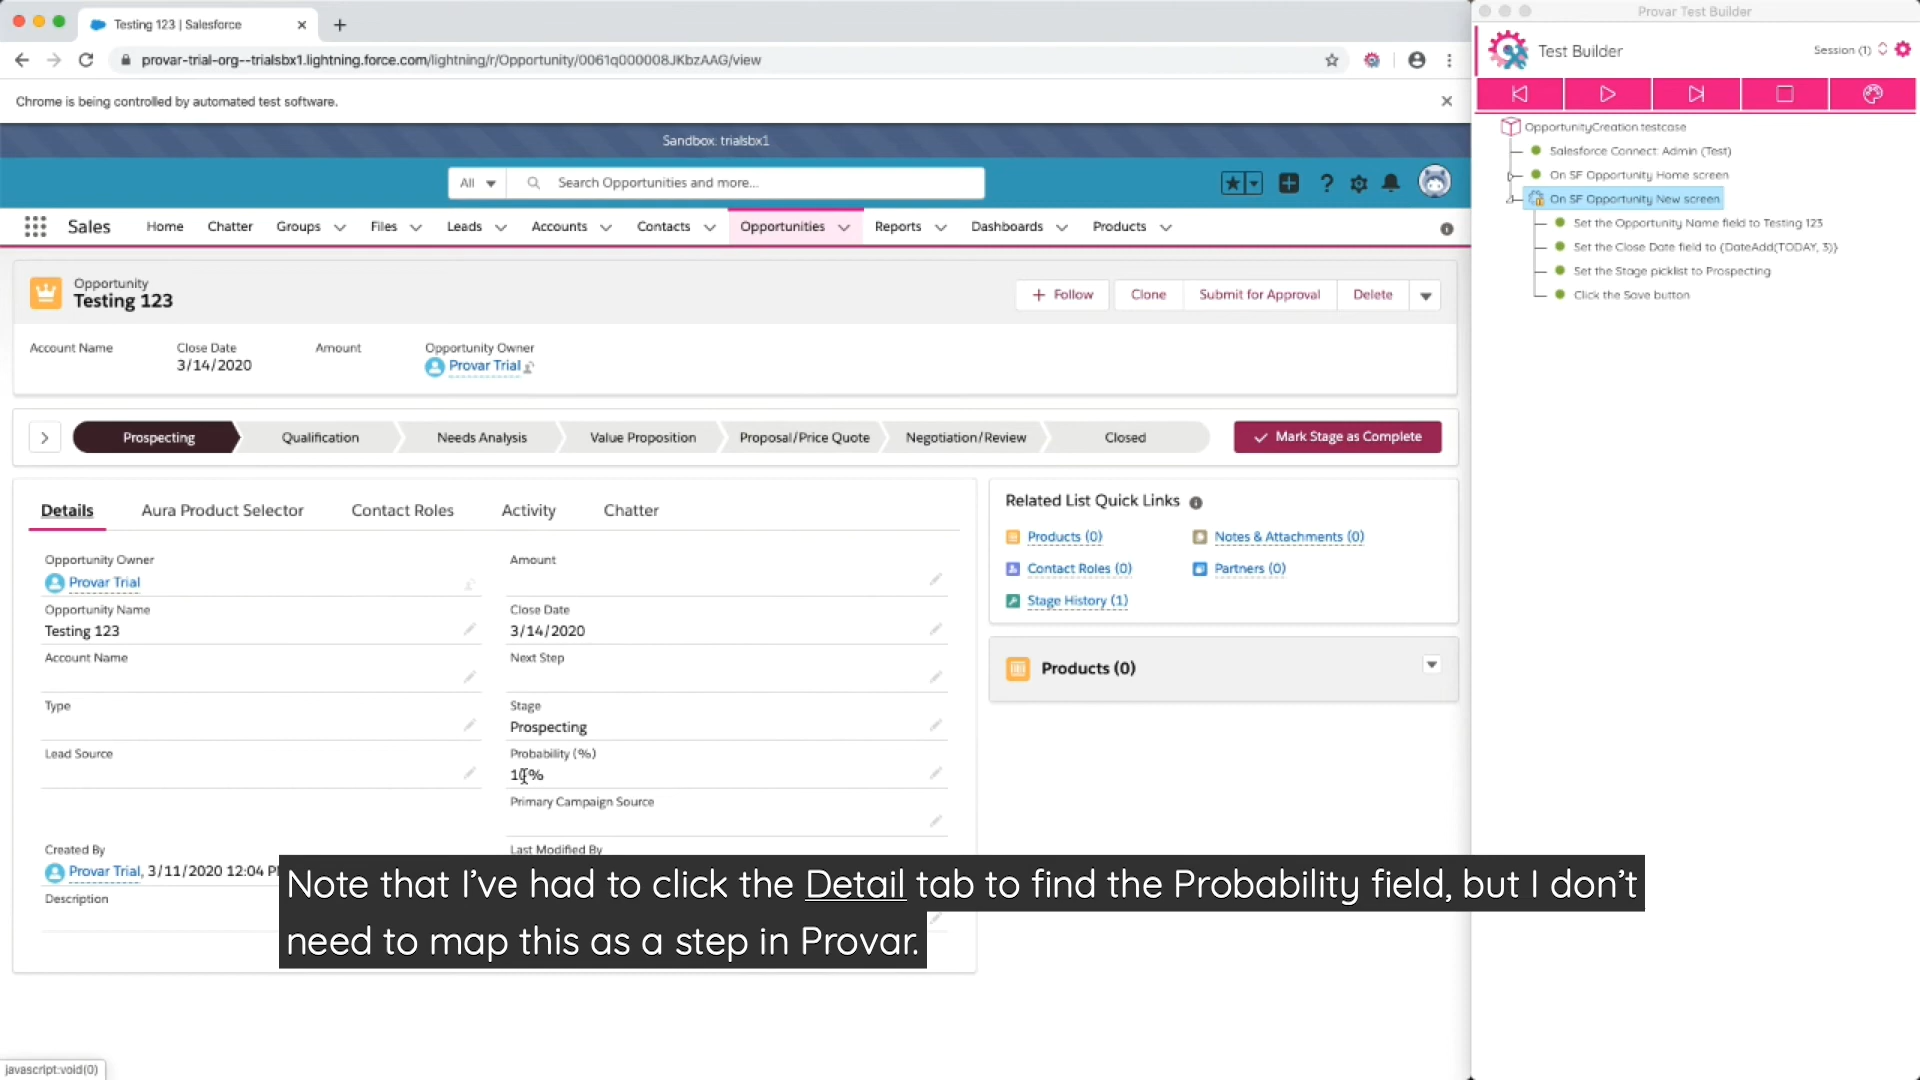 Testing 123 | Salesforce
Provar Test Builder
provar-trial-org--trialsbx1.lightning.force.com/lightning/r/Opportunity/0061q000008JKbzAAG/view
Test Builder
Session (1)
Chrome is being controlled by automated test software.
Sandbox: trialsbx1
All
Search Opportunities and more...
Sales
Home
Chatter
Groups
Files
Leads
Accounts
Contacts
Opportunities
Reports
Dashboards
Products
OpportunityCreation.testcase
Salesforce Connect: Admin (Test)
On SF Opportunity Home screen
On SF Opportunity New screen
Set the Opportunity Name field to Testing 123
Set the Close Date field to {DateAdd(TODAY, 3)}
Set the Stage picklist to Prospecting
Click the Save button
Opportunity
Testing 123
Follow
Clone
Submit for Approval
Delete
Account Name
Close Date
3/14/2020
Amount
Opportunity Owner
Provar Trial
Prospecting
Qualification
Needs Analysis
Value Proposition
Proposal/Price Quote
Negotiation/Review
Closed
Mark Stage as Complete
Details
Aura Product Selector
Contact Roles
Activity
Chatter
Opportunity Owner
Provar Trial
Amount
Opportunity Name
Testing 123
Close Date
3/14/2020
Account Name
Next Step
Type
Stage
Prospecting
Lead Source
Probability (%)
10%
Primary Campaign Source
Created By
Provar Trial, 3/11/2020 12:04 P
Last Modified By
Description
Related List Quick Links
Products (0)
Notes & Attachments (0)
Contact Roles (0)
Partners (0)
Stage History (1)
Products (0)
Note that I've had to click the Detail tab to find the Probability field, but I don't
need to map this as a step in Provar.
javascript:void(0)